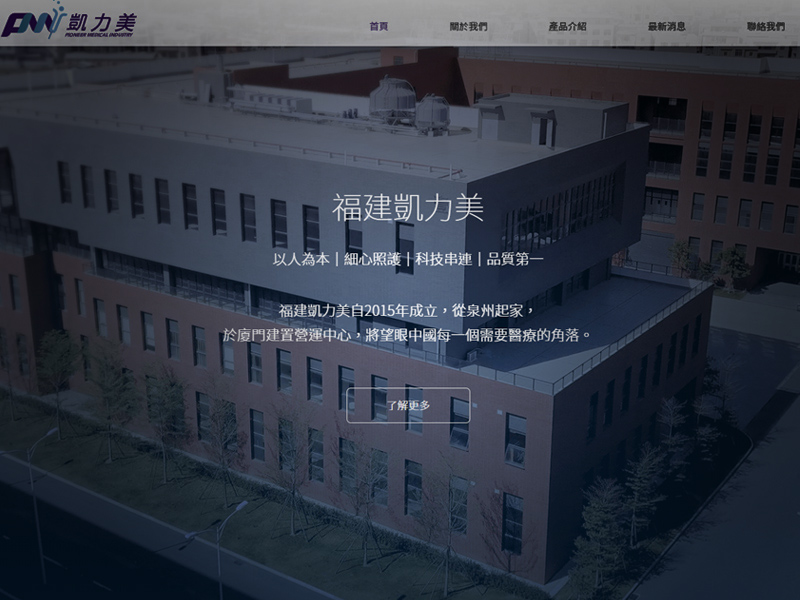 PMI 凱力美
PIONEER MEDICAL INDUSTRY
首頁 關於我們 產品介紹 最新消息 聯絡我們
福建凱力美
以人為本丨細心照護丨科技串連丨品質第一
福建凱力美自2015年成立，從泉州起家，
於廈門建置營運中心，將望眼中國每一個需要醫療的角落。
了解更多